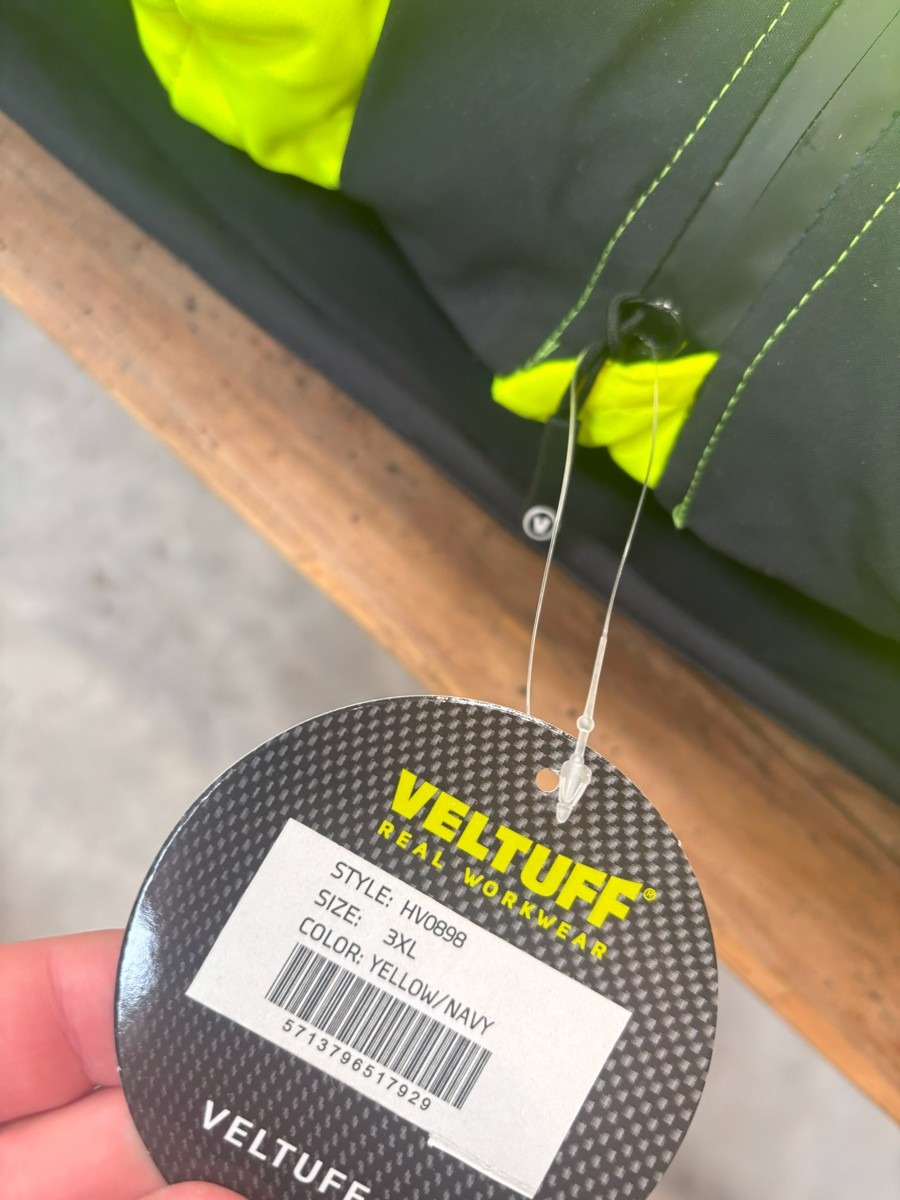 VELTUFF®
REAL WORKWEAR
STYLE: HV0898
SIZE: 3XL
COLOR: YELLOW/NAVY
5713796517929
VELTUFF